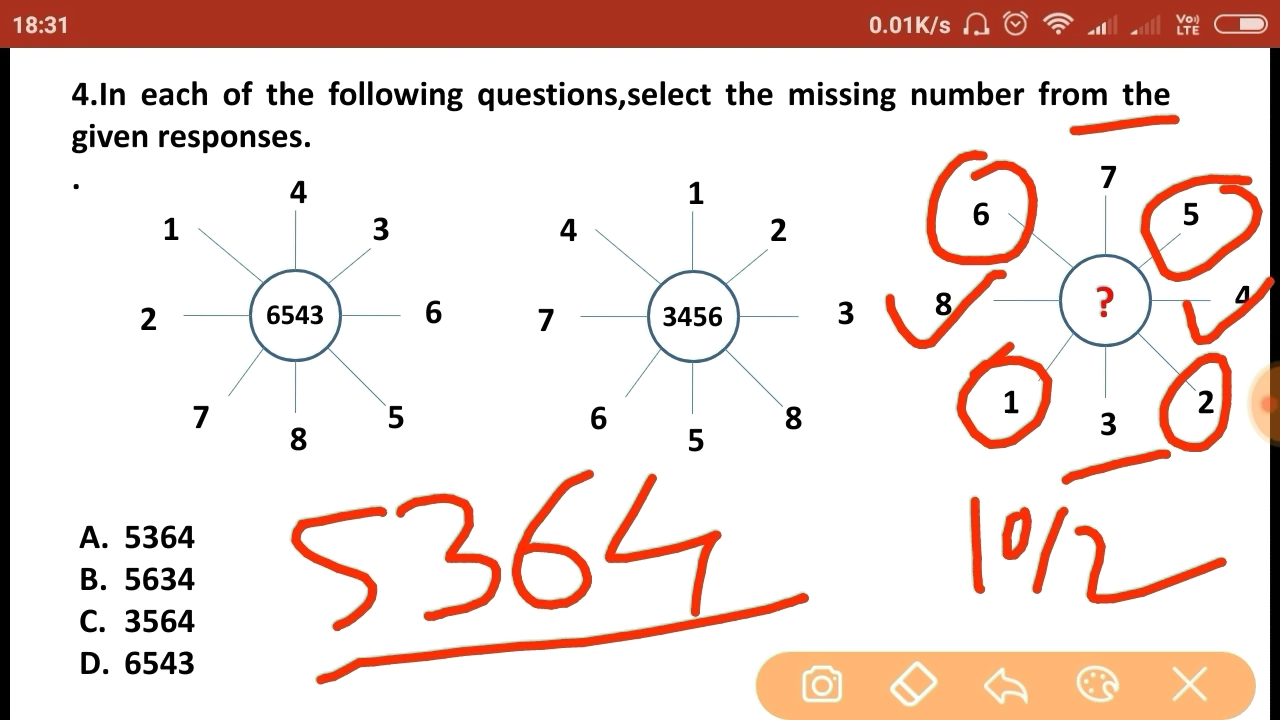 18:31
0.01K/s Vo) LTE
4.In each of the following questions,select the missing number from the
given responses.
.
4 1 7
1 3 4 2 6 5
2 6543 6 7 3456 3 8 ? 4
7 5 6 8 1 2
8 5 3
5364 10/2
A. 5364
B. 5634
C. 3564
D. 6543